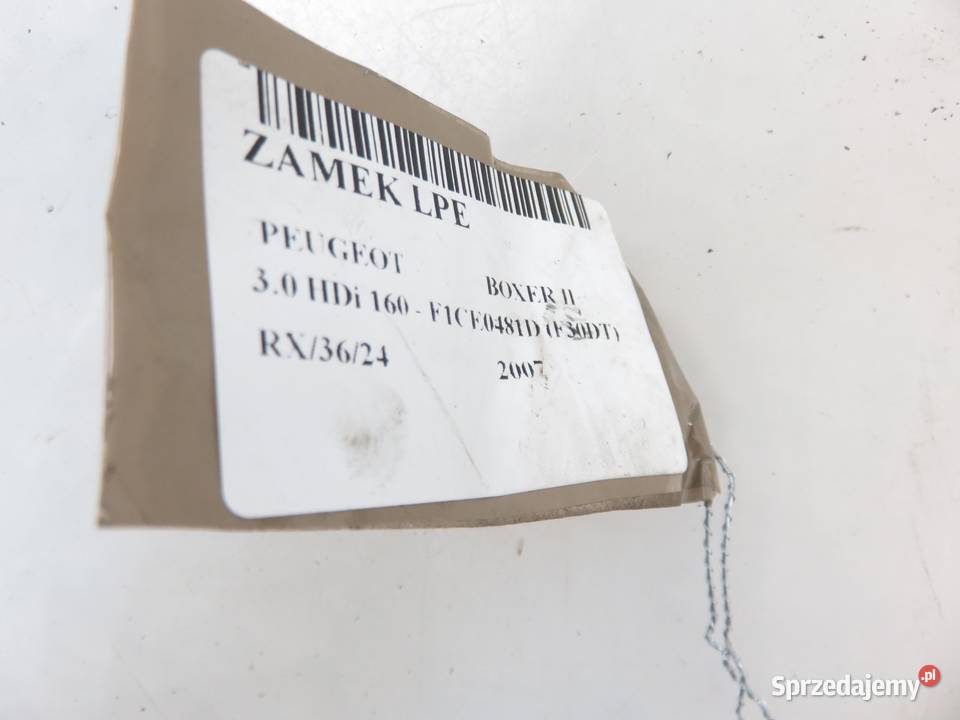 ZAMEK LPE
PEUGEOT BOXER II
3.0 HDi 160 - F1CE0481D (F30DT)
RX/36/24 2007
Sprzedajemy.pl